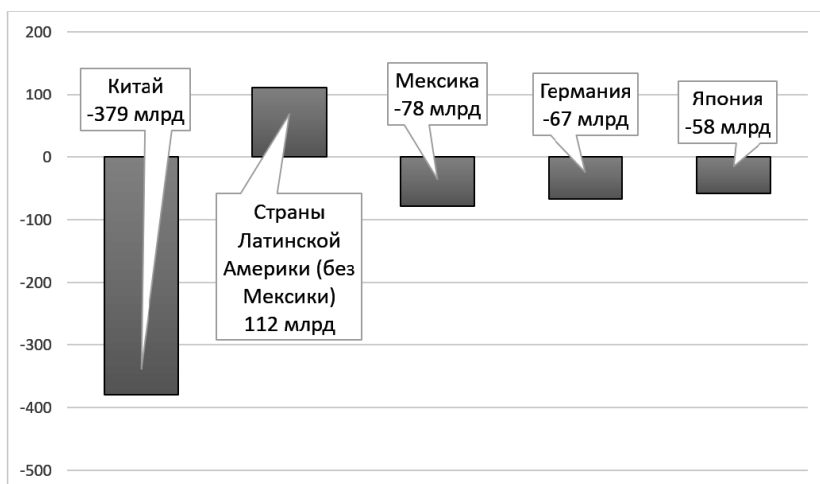 200
100
0
-100
-200
-300
-400
-500
Китай
-379 млрд
Страны
Латинской
Америки (без
Мексики)
112 млрд
Мексика
-78 млрд
Германия
-67 млрд
Япония
-58 млрд